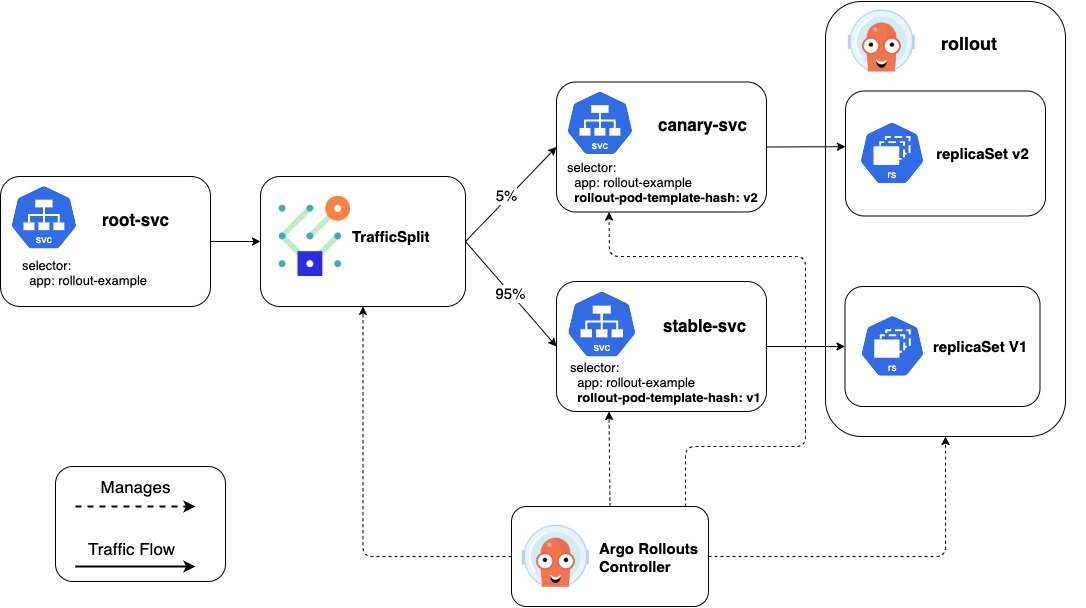 rollout
svc
canary-svc
selector:
app: rollout-example
rollout-pod-template-hash: v2
rs
replicaSet v2
svc
root-svc
selector:
app: rollout-example
TrafficSplit
5%
95%
svc
stable-svc
selector:
app: rollout-example
rollout-pod-template-hash: v1
rs
replicaSet V1
Manages
Traffic Flow
Argo Rollouts
Controller